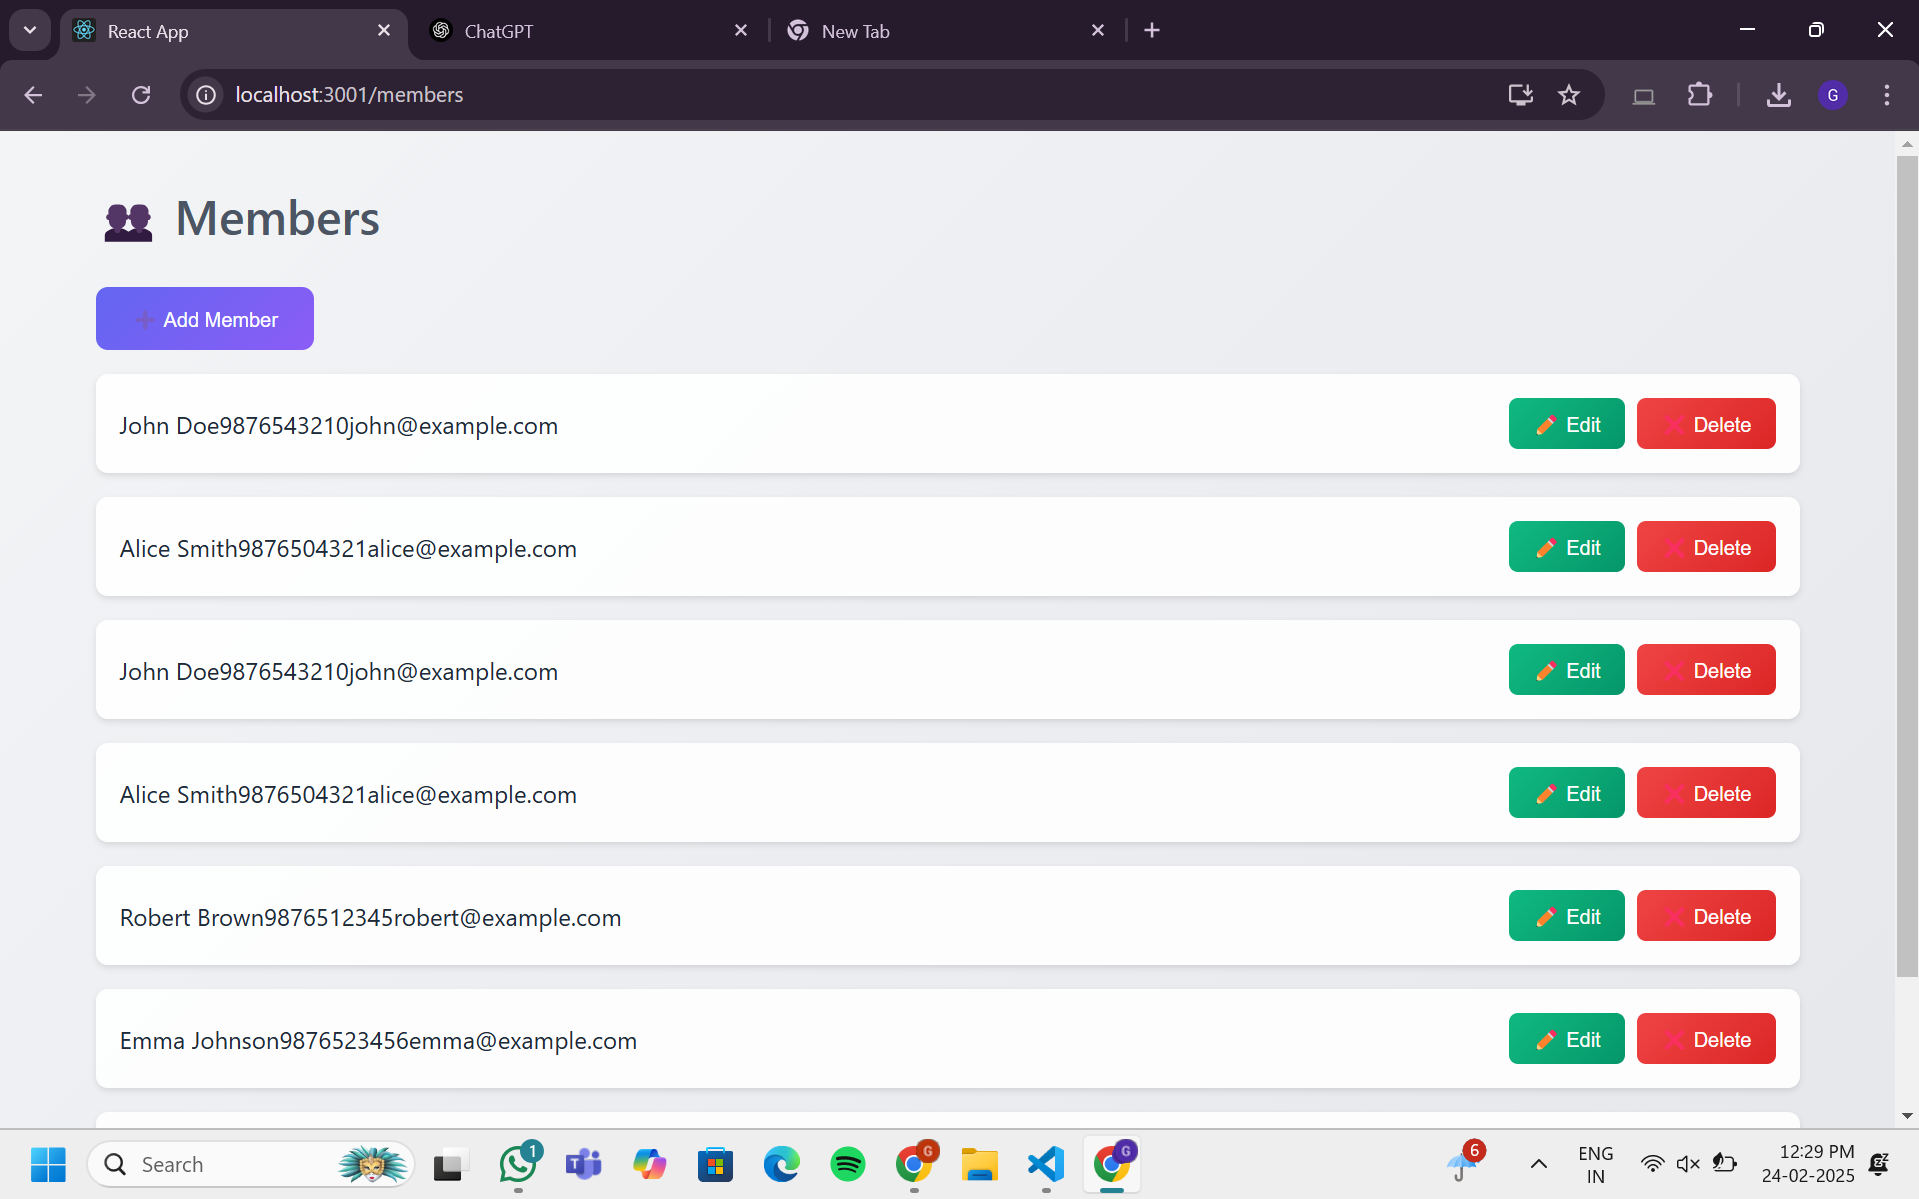 React App
ChatGPT
New Tab
localhost:3001/members
G
Members
Add Member
John Doe9876543210john@example.com
Edit
Delete
Alice Smith9876504321alice@example.com
Edit
Delete
John Doe9876543210john@example.com
Edit
Delete
Alice Smith9876504321alice@example.com
Edit
Delete
Robert Brown9876512345robert@example.com
Edit
Delete
Emma Johnson9876523456emma@example.com
Edit
Delete
Search
1
G
G
6
ENG
IN
12:29 PM
24-02-2025